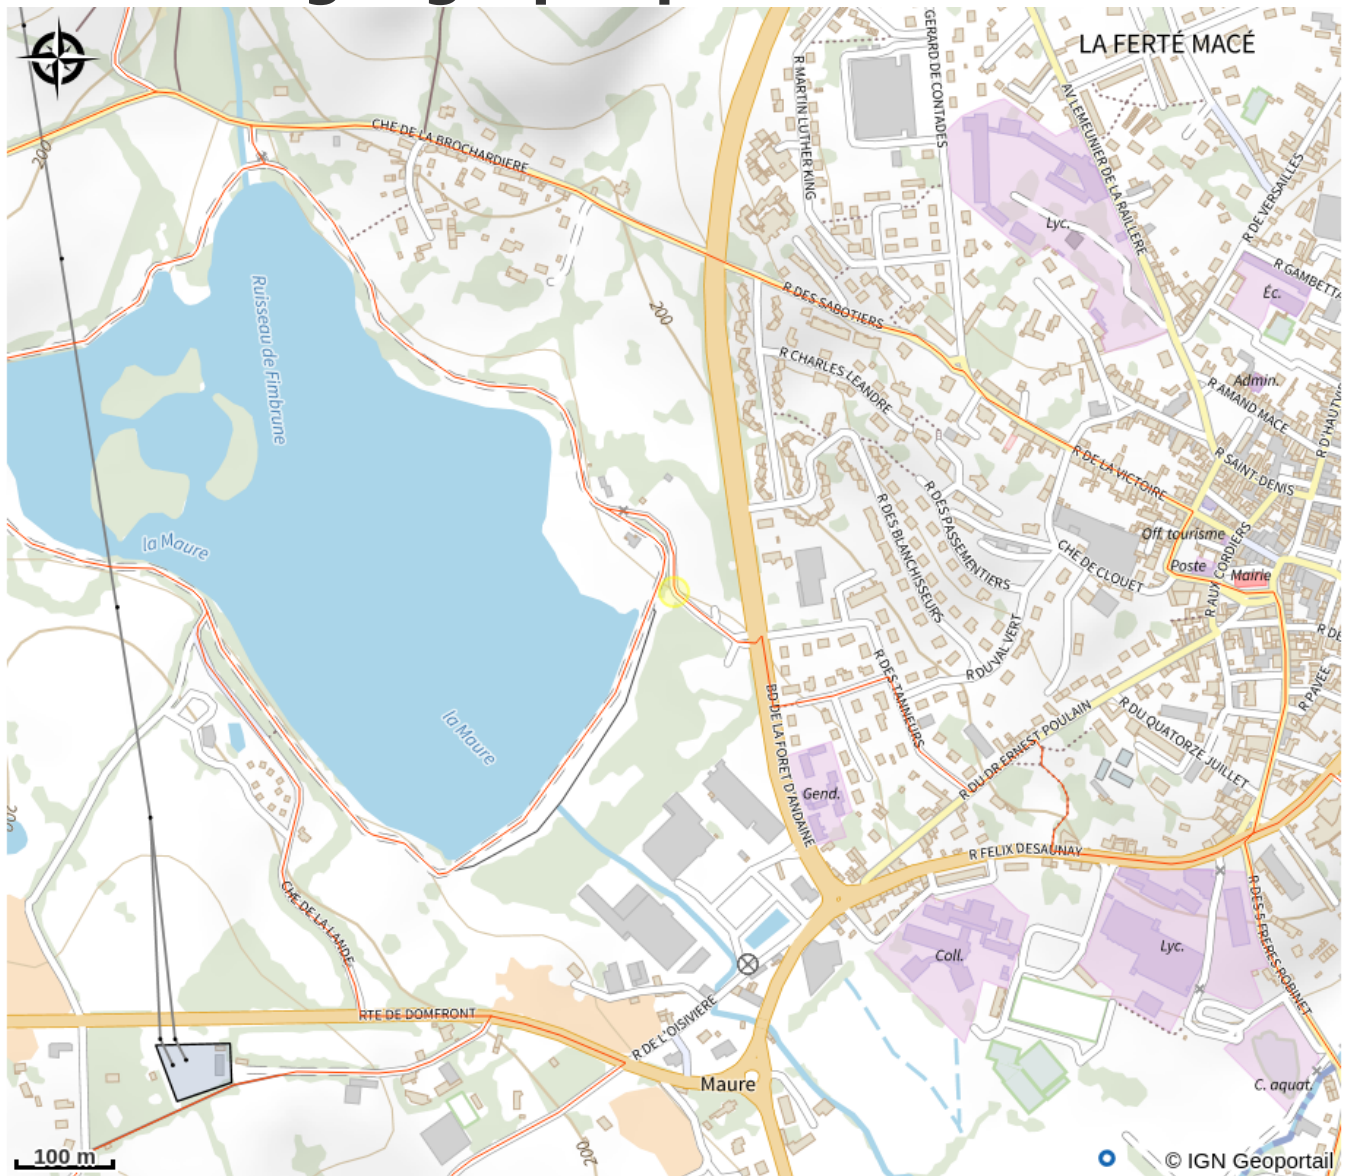 LA FERTÉ MACÉ
GERARD DE CONTADES
R MARTIN LUTHER KING
AV LEMEUNIER DE LA RAILLERE
CHE DE LA BROCHARDIERE
200
R DE VERSAILLES
Lyc.
R GAMBETTA
Éc.
R DES SABOTIERS
200
Ruisseau de Fimbrune
R CHARLES LEANDRE
Admin.
R AMAND MACE
R D'HAUTVI
R SAINT-DENIS
R DE LA VICTOIRE
R DES PASSEMENTIERS
R DES BLANCHISSEURS
Off. tourisme
R AUX CORDIERS
CHE DE CLOUET
Poste
Mairie
la Maure
R DU VAL VERT
R DE
R DES TANNEURS
R PAVEE
BD DE LA FORET D'ANDAINE
R DU QUATORZE JUILLET
R DU DR ERNEST POULAIN
la Maure
Gend.
200
R FELIX DESAUNAY
R DES 5 FRERES ROBINET
CHE DE LA LANDE
Coll.
Lyc.
RTE DE DOMFRONT
R DE L'OISIVIERE
Maure
C. aquat.
200
100 m
© IGN Geoportail